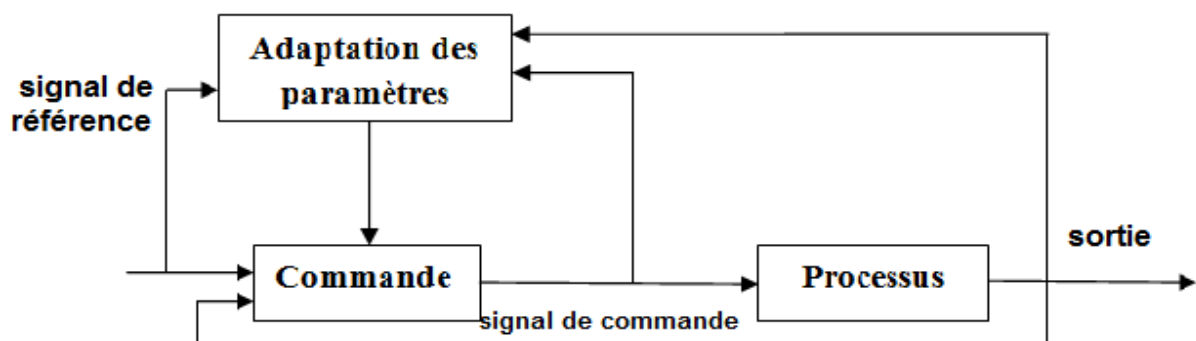 Adaptation des
paramètres
signal de
référence
sortie
Commande
Processus
signal de commande